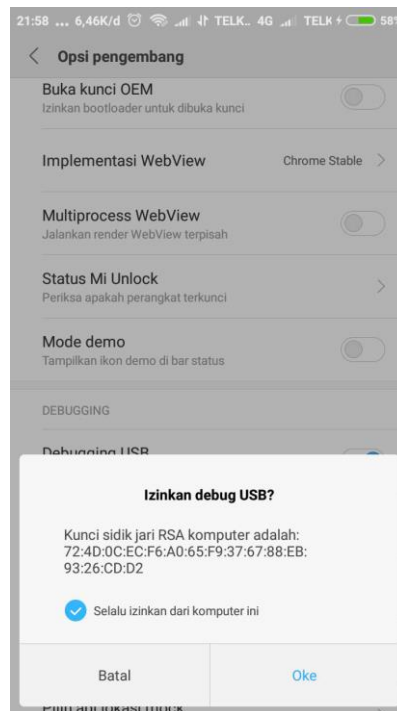 21:58 ... 6,46K/d TELK.. 4G TELK 58%
Opsi pengembang
Buka kunci OEM
Izinkan bootloader untuk dibuka kunci
Implementasi WebView Chrome Stable
Multiprocess WebView
Jalankan render WebView terpisah
Status Mi Unlock
Periksa apakah perangkat terkunci
Mode demo
Tampilkan ikon demo di bar status
DEBUGGING
Debugging USB
Izinkan debug USB?
Kunci sidik jari RSA komputer adalah:
72:4D:0C:EC:F6:A0:65:F9:37:67:88:EB:
93:26:CD:D2
Selalu izinkan dari komputer ini
Batal Oke
Pilih apl lokasi mock